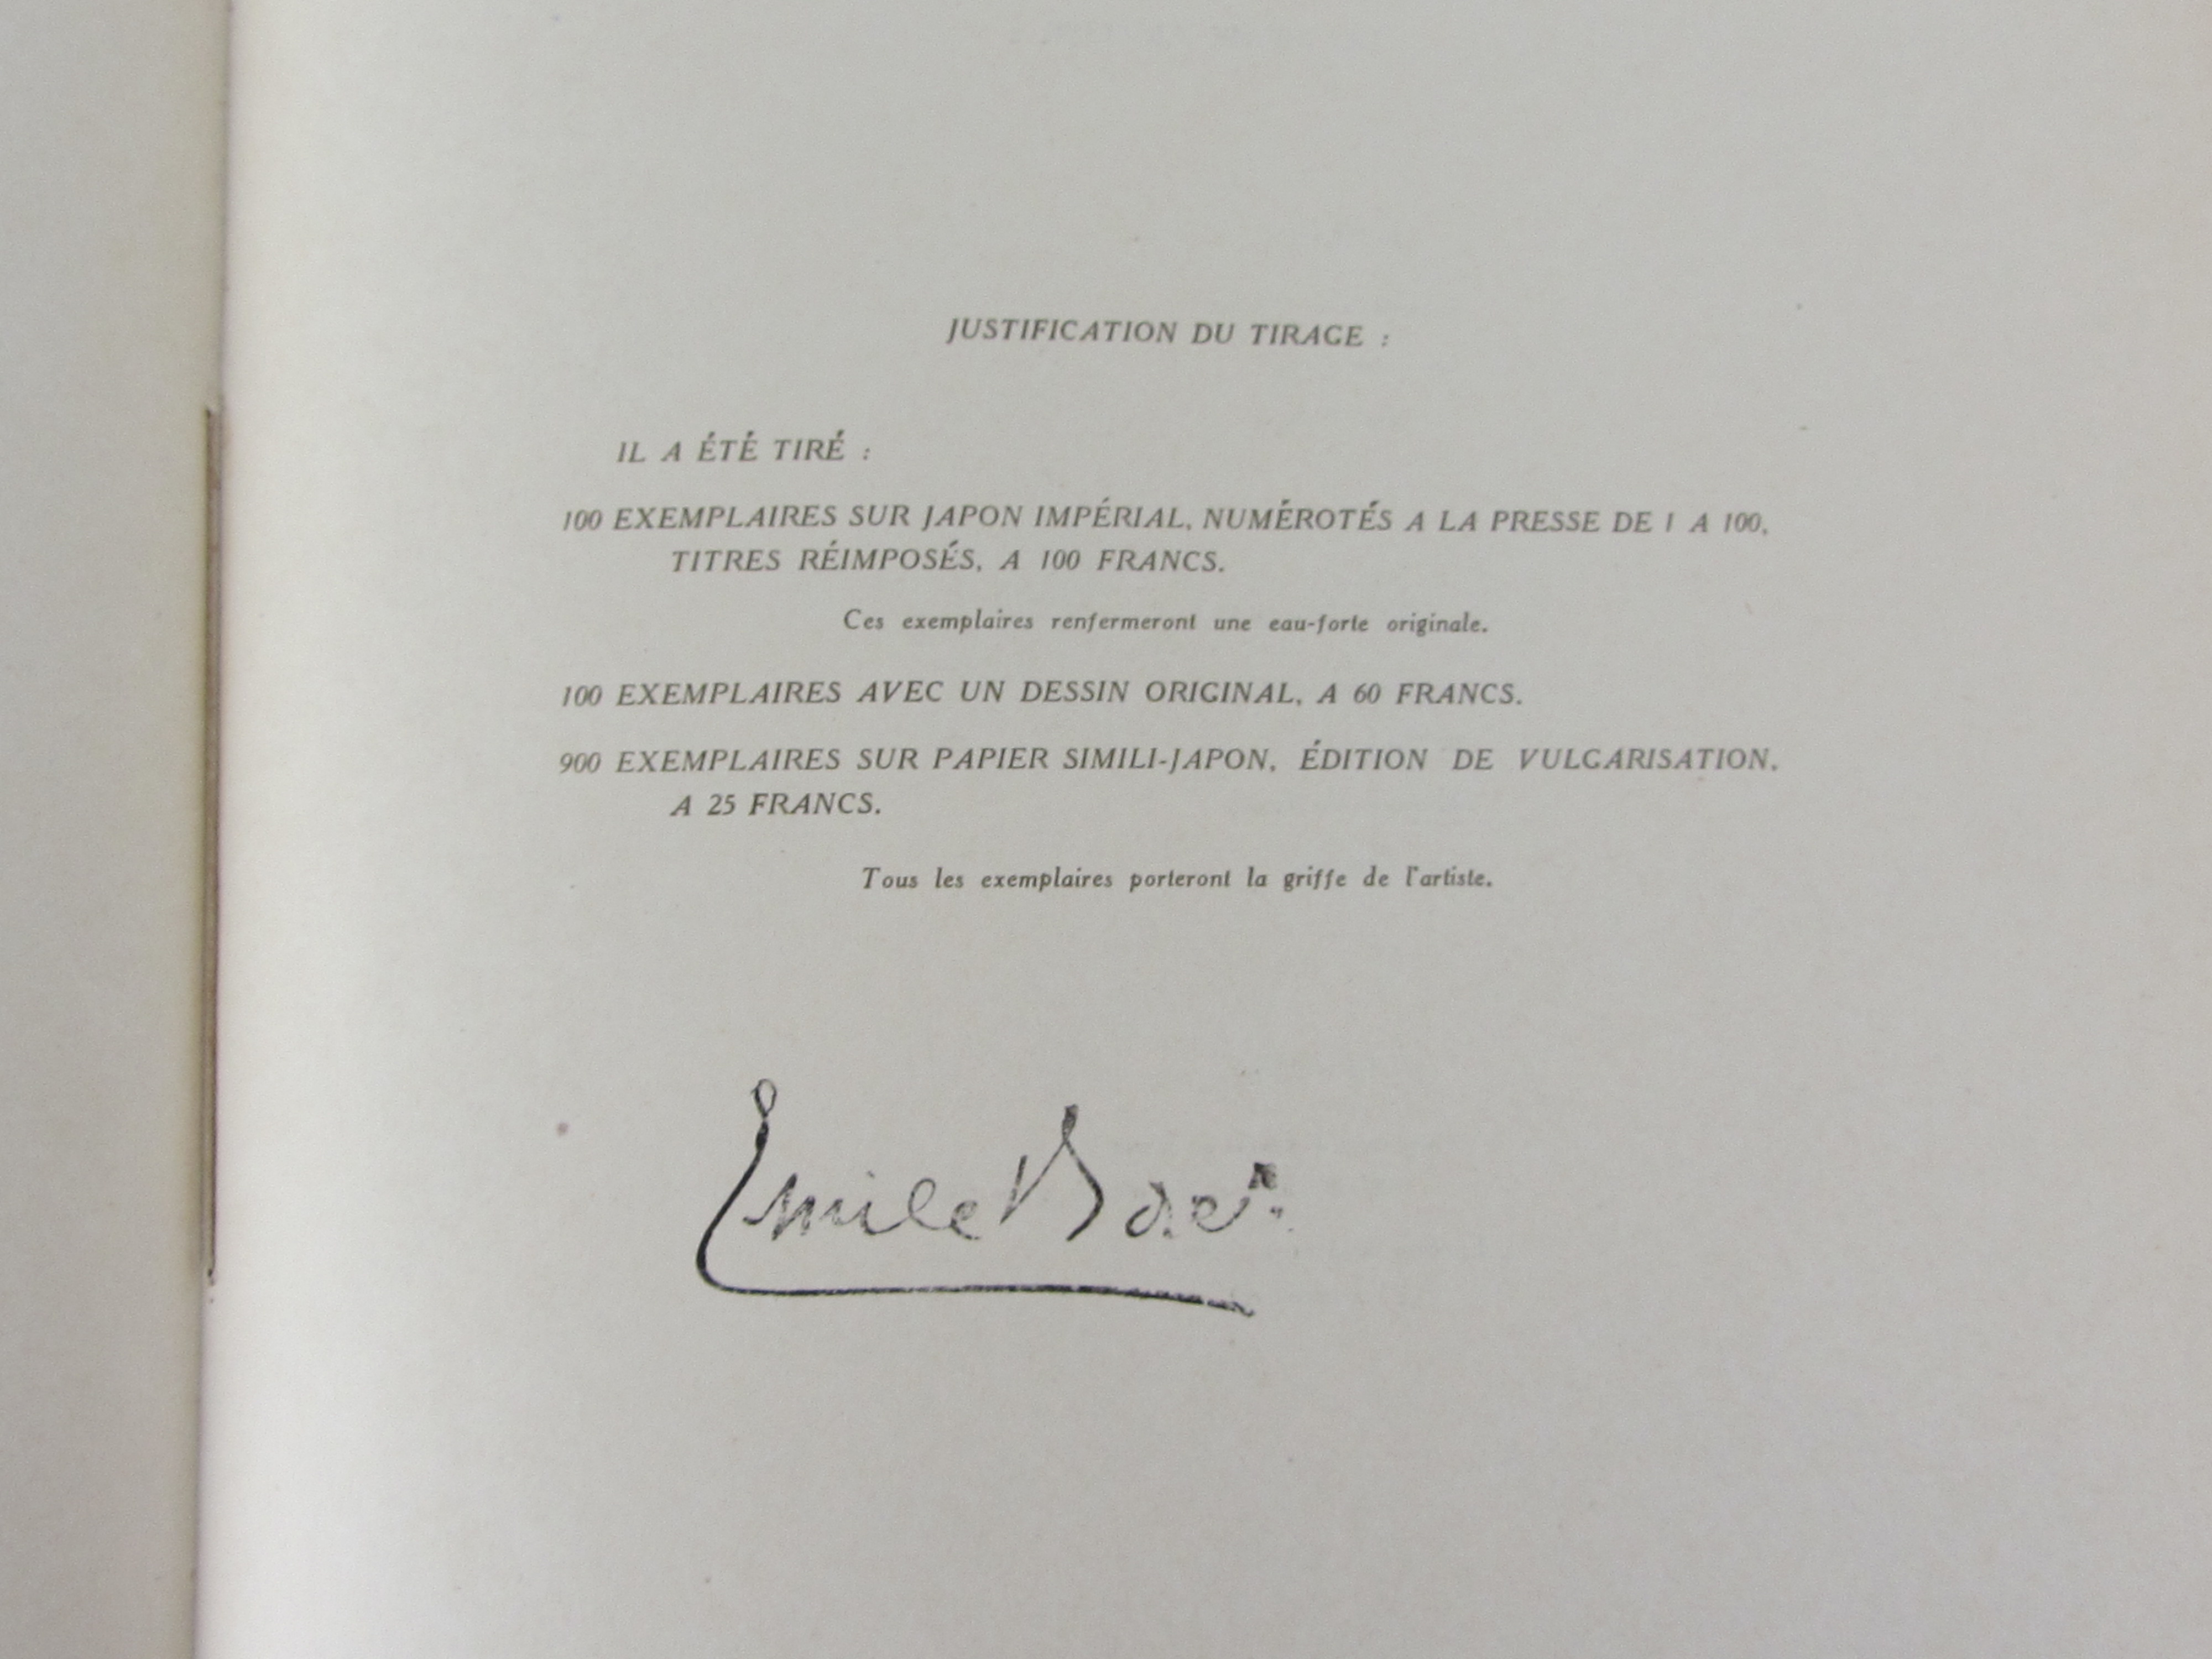 JUSTIFICATION DU TIRAGE :
IL A ÉTÉ TIRÉ :
100 EXEMPLAIRES SUR JAPON IMPÉRIAL, NUMÉROTÉS A LA PRESSE DE 1 A 100,
TITRES RÉIMPOSÉS, A 100 FRANCS.
Ces exemplaires renfermeront une eau-forte originale.
100 EXEMPLAIRES AVEC UN DESSIN ORIGINAL, A 60 FRANCS.
900 EXEMPLAIRES SUR PAPIER SIMILI-JAPON, ÉDITION DE VULGARISATION,
A 25 FRANCS.
Tous les exemplaires porteront la griffe de l'artiste.
Emile